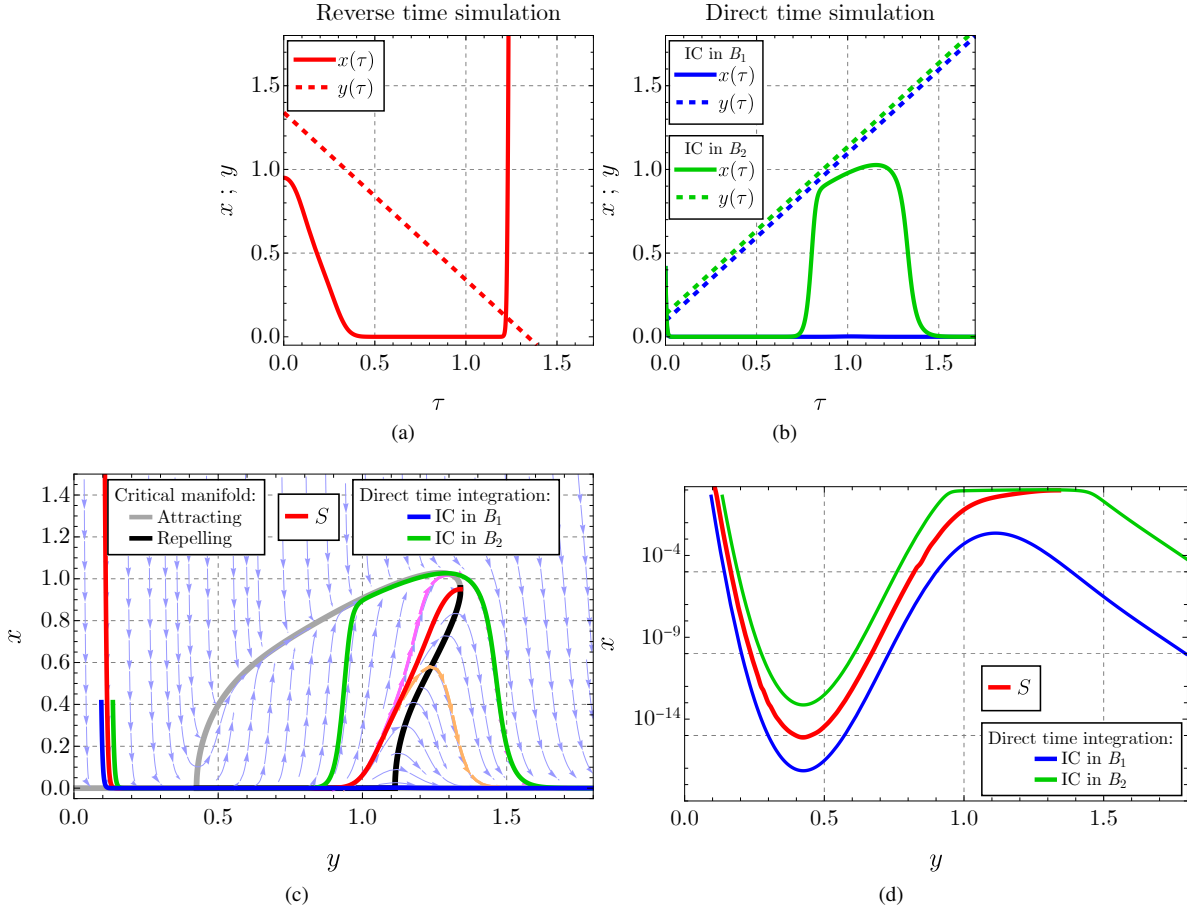 Reverse time simulation
x(τ)
y(τ)
x ; y
1.5
1.0
0.5
0.0
0.0
0.5
1.0
1.5
τ
(a)
Direct time simulation
IC in B₁
x(τ)
y(τ)
IC in B₂
x(τ)
y(τ)
x ; y
1.5
1.0
0.5
0.0
0.0
0.5
1.0
1.5
τ
(b)
Critical manifold:
Attracting
Repelling
S
Direct time integration:
IC in B₁
IC in B₂
x
1.4
1.2
1.0
0.8
0.6
0.4
0.2
0.0
0.0
0.5
1.0
1.5
y
(c)
x
10⁻⁴
10⁻⁹
10⁻¹⁴
S
Direct time integration:
IC in B₁
IC in B₂
0.0
0.5
1.0
1.5
y
(d)